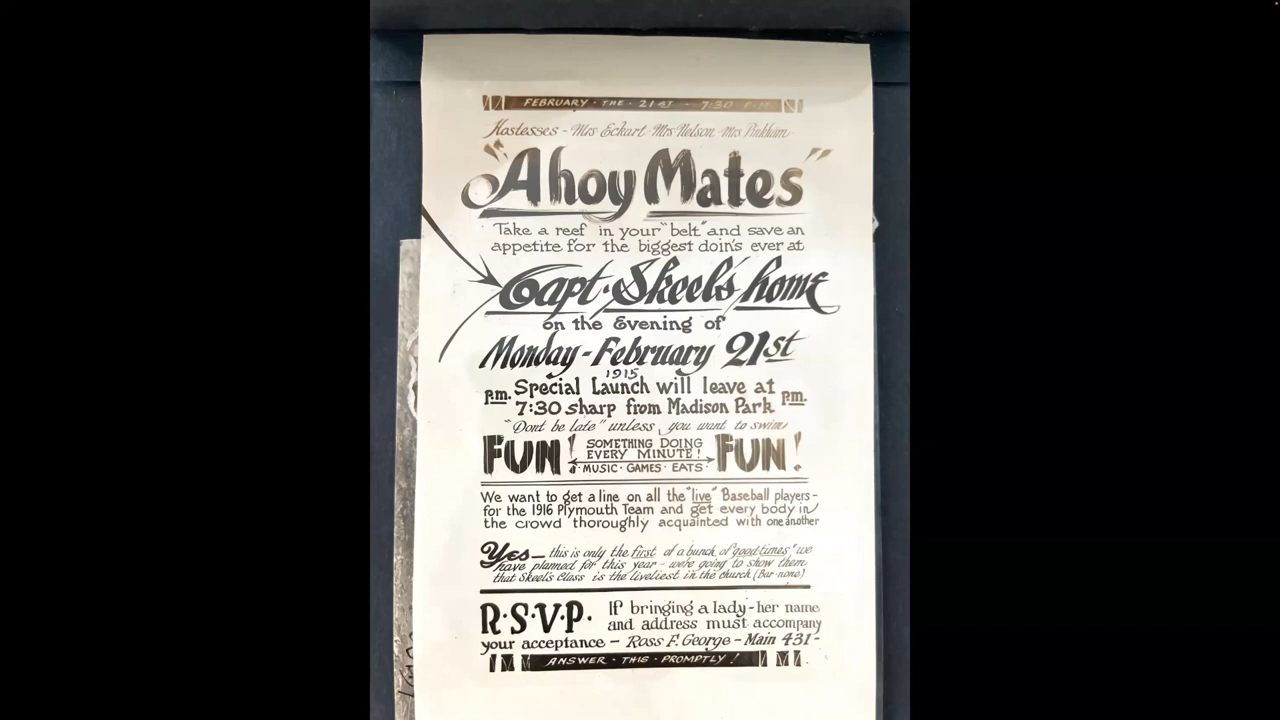 FEBRUARY · THE · 21ST - 7:30 P.M.
Hostesses - Mrs Eckart Mrs Nelson Mrs Pinkham
"Ahoy Mates"
Take a reef in your "belt" and save an
appetite for the biggest doin's ever at
Capt. Skeel's home
on the Evening of
Monday - February 21st
1915
P.M. Special Launch will leave at P.M.
7:30 sharp from Madison Park
"Dont be late" unless you want to swim
FUN! SOMETHING DOING FUN!
EVERY MINUTE!
· MUSIC · GAMES · EATS ·
We want to get a line on all the "live" Baseball players -
for the 1916 Plymouth Team and get every body in
the crowd thoroughly acquainted with one another
Yes - this is only the first of a bunch of "good times" we
have planned for this year - we're going to show them
that Skeel's Class is the liveliest in the church (Bar-none)
R·S·V·P· If bringing a lady - her name
and address must accompany
your acceptance - Ross F. George - Main 431 -
ANSWER · THIS · PROMPTLY!